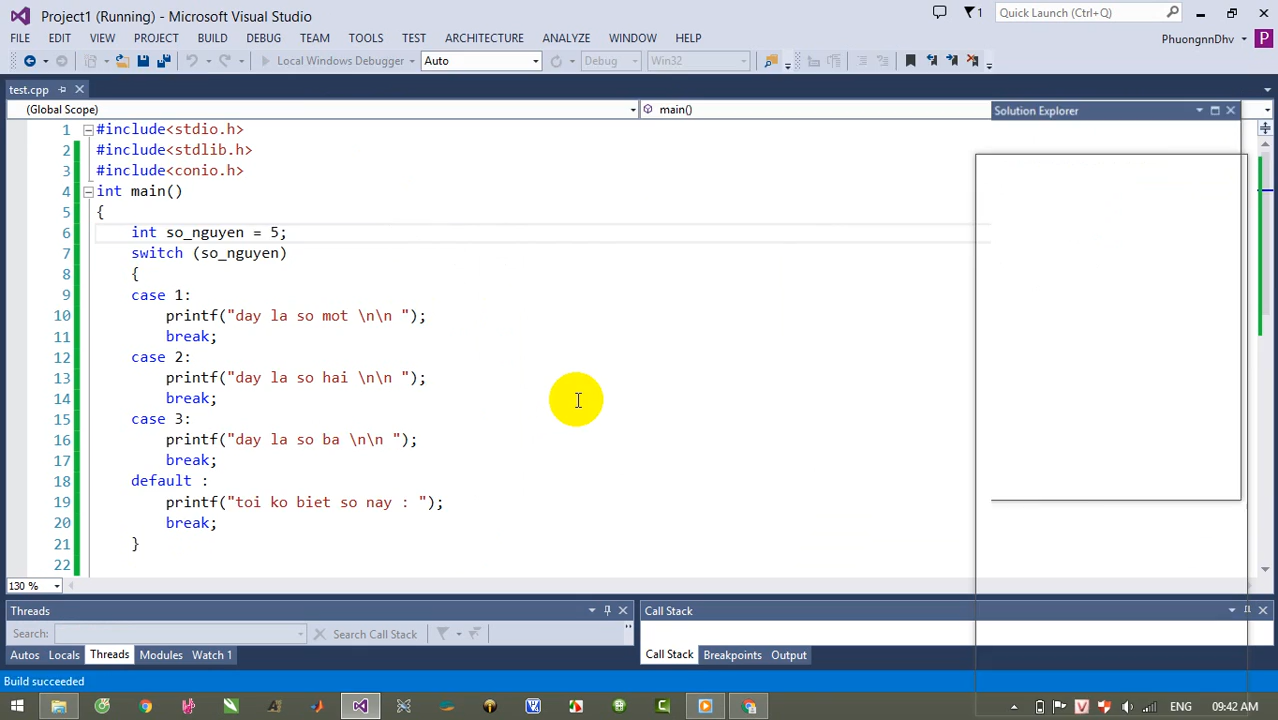 Project1 (Running) - Microsoft Visual Studio
1
Quick Launch (Ctrl+Q)
FILE EDIT VIEW PROJECT BUILD DEBUG TEAM TOOLS TEST ARCHITECTURE ANALYZE WINDOW HELP
PhuongnnDhv P
Local Windows Debugger Auto Debug Win32
test.cpp
(Global Scope) main()
Solution Explorer
1 #include<stdio.h>
2 #include<stdlib.h>
3 #include<conio.h>
4 int main()
5 {
6 int so_nguyen = 5;
7 switch (so_nguyen)
8 {
9 case 1:
10 printf("day la so mot \n\n ");
11 break;
12 case 2:
13 printf("day la so hai \n\n ");
14 break;
15 case 3:
16 printf("day la so ba \n\n ");
17 break;
18 default :
19 printf("toi ko biet so nay : ");
20 break;
21 }
22
130 %
Threads Call Stack
Search: Search Call Stack
Autos Locals Threads Modules Watch 1 Call Stack Breakpoints Output
Build succeeded
ENG 09:42 AM